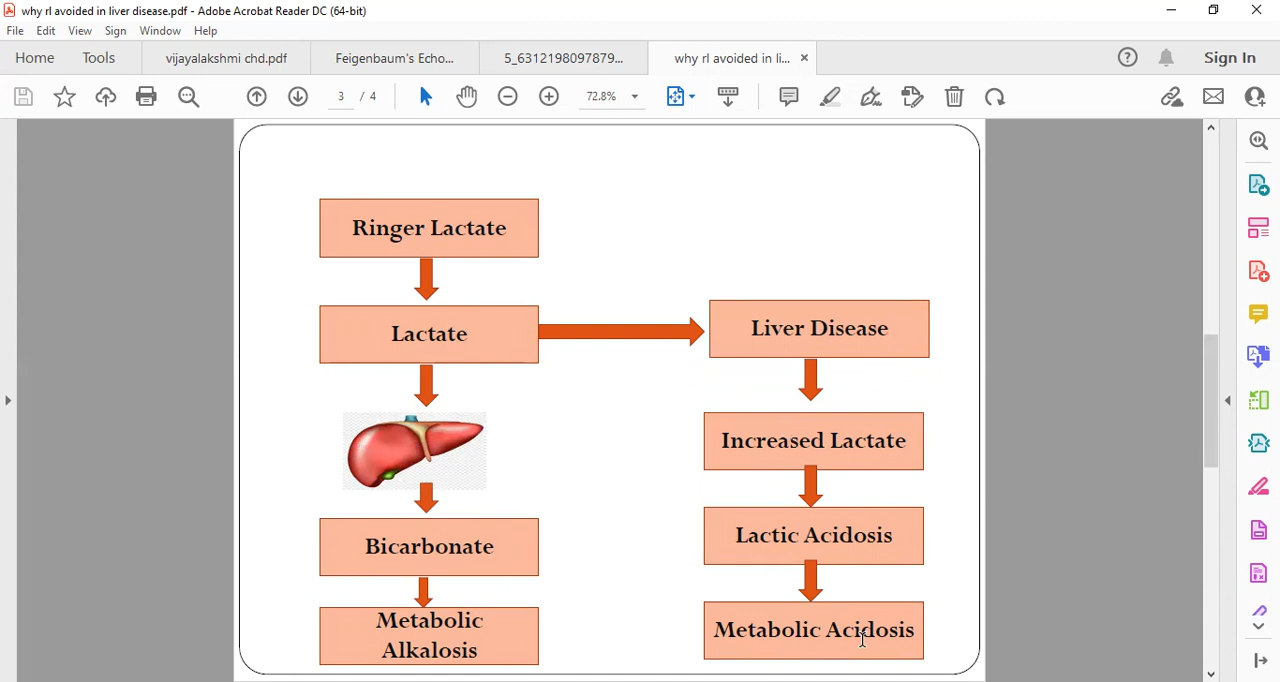 why rl avoided in liver disease.pdf - Adobe Acrobat Reader DC (64-bit)
File Edit View Sign Window Help
Home Tools vijayalakshmi chd.pdf Feigenbaum's Echo... 5_6312198097879... why rl avoided in li... × Sign In
3 / 4 72.8%
Ringer Lactate
Lactate
Liver Disease
Increased Lactate
Bicarbonate
Lactic Acidosis
Metabolic
Alkalosis
Metabolic Acidosis